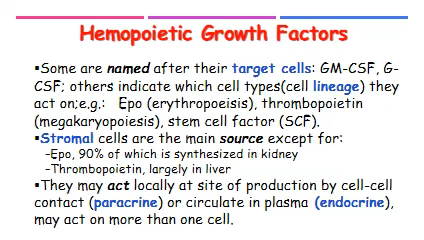 Hemopoietic Growth Factors
▪Some are named after their target cells: GM-CSF, G-
CSF; others indicate which cell types(cell lineage) they
act on;e.g.: Epo (erythropoeisis), thrombopoietin
(megakaryopoiesis), stem cell factor (SCF).
▪Stromal cells are the main source except for:
–Epo, 90% of which is synthesized in kidney
–Thrombopoietin, largely in liver
▪They may act locally at site of production by cell-cell
contact (paracrine) or circulate in plasma (endocrine),
may act on more than one cell.